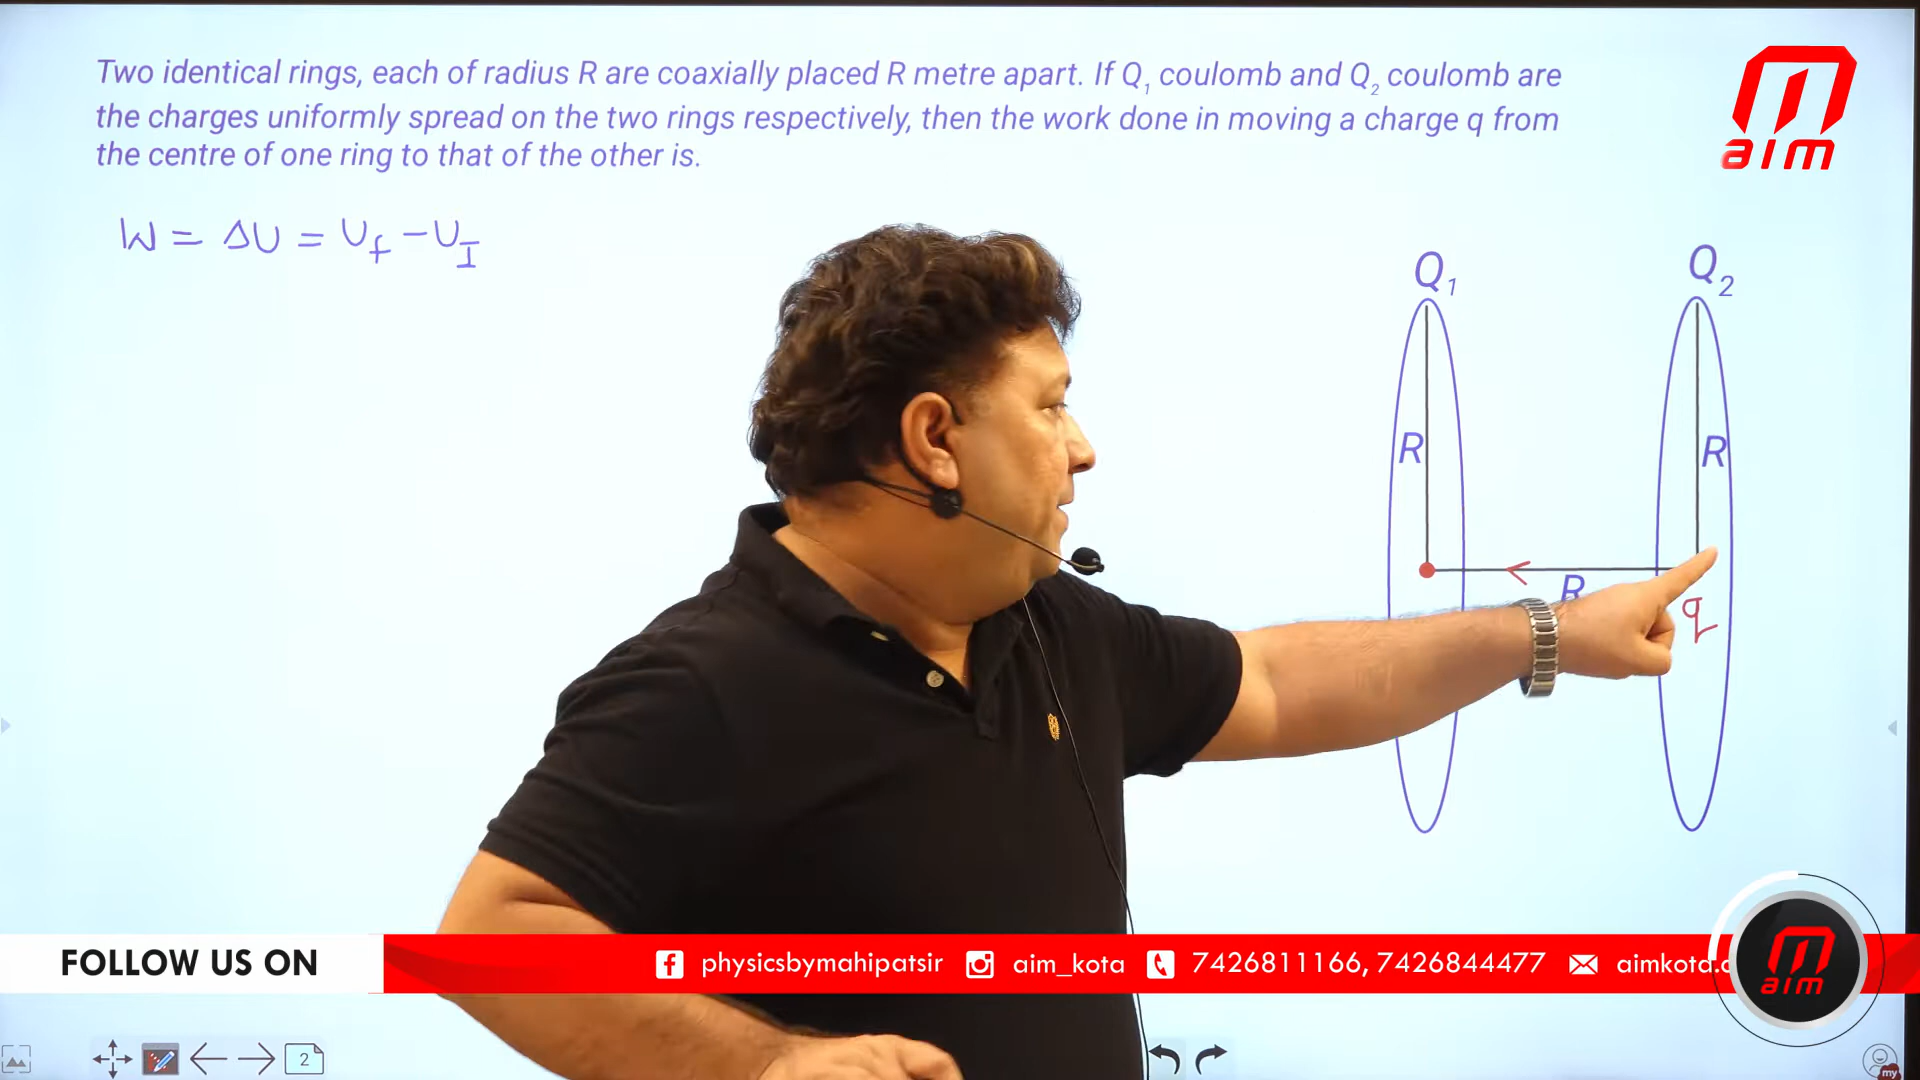 Two identical rings, each of radius R are coaxially placed R metre apart. If Q₁ coulomb and Q₂ coulomb are
the charges uniformly spread on the two rings respectively, then the work done in moving a charge q from
the centre of one ring to that of the other is.
aim
W = ΔU = U_f - U_I
Q₁
Q₂
R
R
R
q
FOLLOW US ON
physicsbymahipatsir
aim_kota
7426811166, 7426844477
aimkota.
aim
2
my